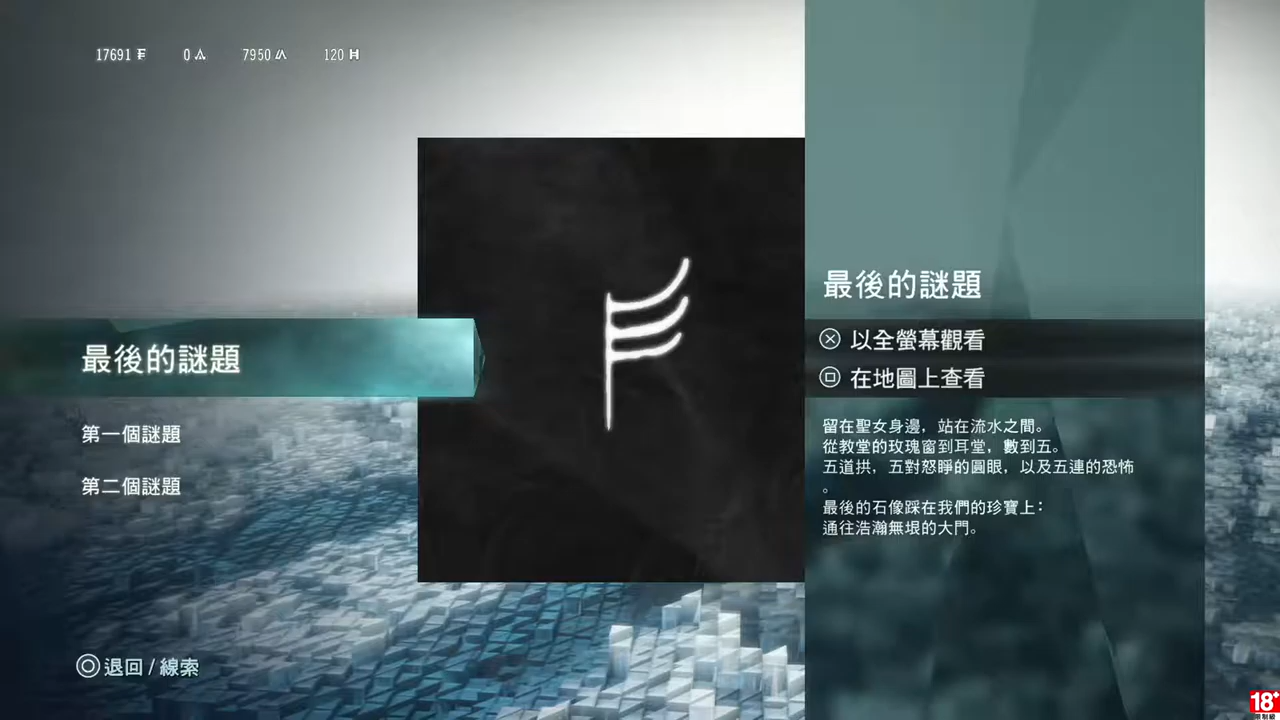 17691 0 7950 120
最後的謎題
第一個謎題
第二個謎題
退回 / 線索
最後的謎題
以全螢幕觀看
在地圖上查看
留在聖女身邊，站在流水之間。
從教堂的玫瑰窗到耳堂，數到五。
五道拱，五對怒睜的圓眼，以及五連的恐怖
。
最後的石像踩在我們的珍寶上：
通往浩瀚無垠的大門。
18+
限制級